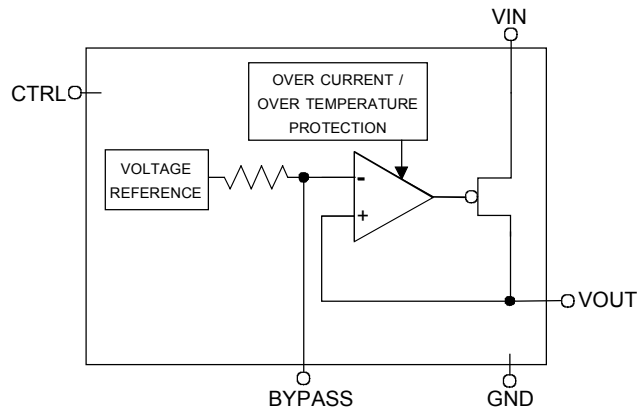 VIN
CTRL
OVER CURRENT /
OVER TEMPERATURE
PROTECTION
VOLTAGE
REFERENCE
-
+
VOUT
BYPASS
GND